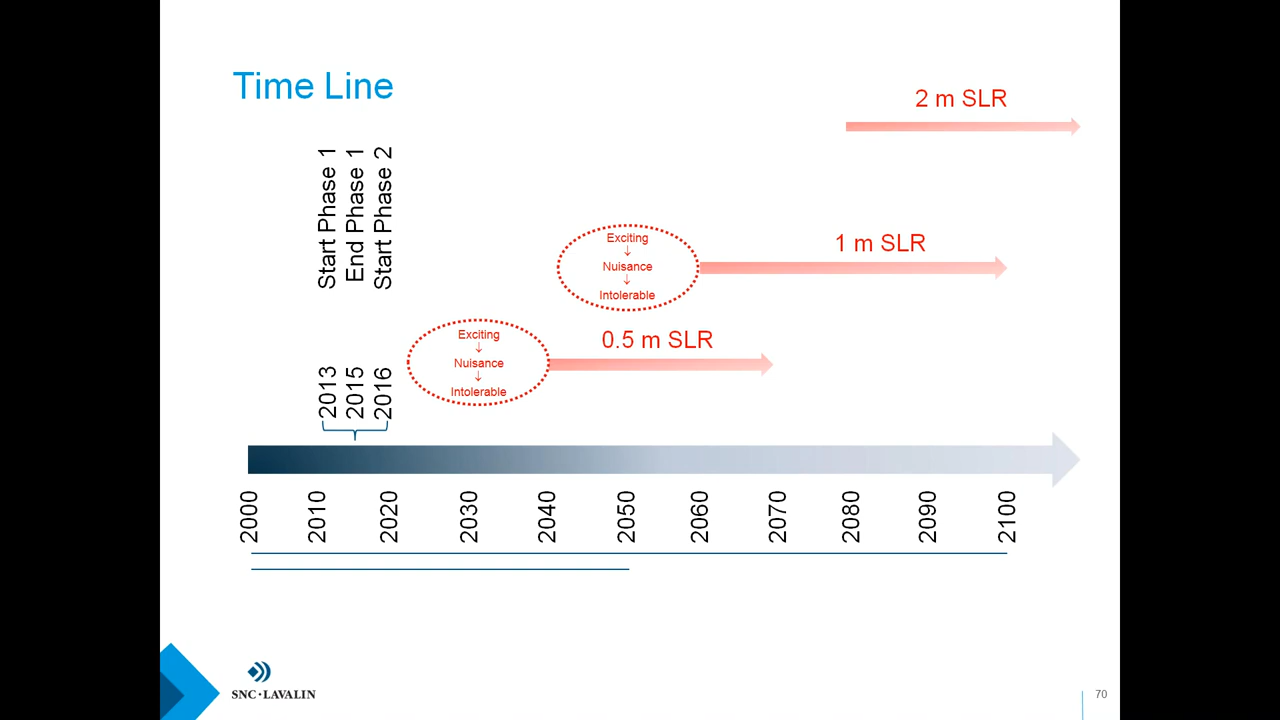 Time Line
2 m SLR
Start Phase 1
End Phase 1
Start Phase 2
Exciting
↓
Nuisance
↓
Intolerable
1 m SLR
Exciting
↓
Nuisance
↓
Intolerable
0.5 m SLR
2013
2015
2016
2000
2010
2020
2030
2040
2050
2060
2070
2080
2090
2100
SNC·LAVALIN
70